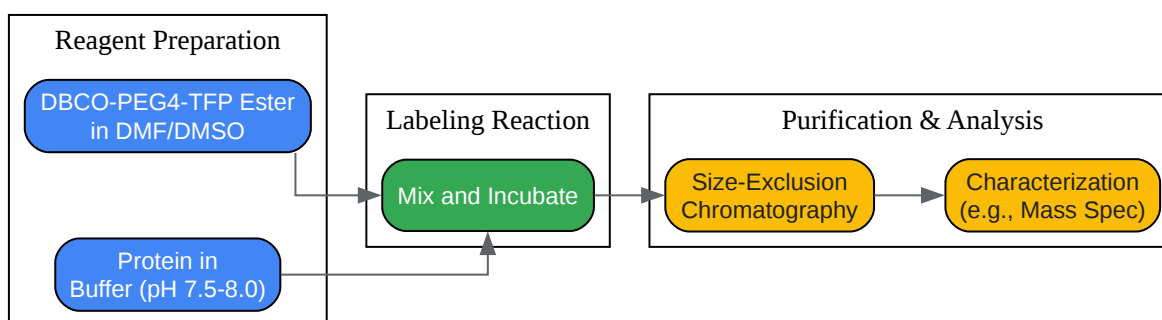 Reagent Preparation
DBCO-PEG4-TFP Ester
in DMF/DMSO
Protein in
Buffer (pH 7.5-8.0)
Labeling Reaction
Mix and Incubate
Purification & Analysis
Size-Exclusion
Chromatography
Characterization
(e.g., Mass Spec)